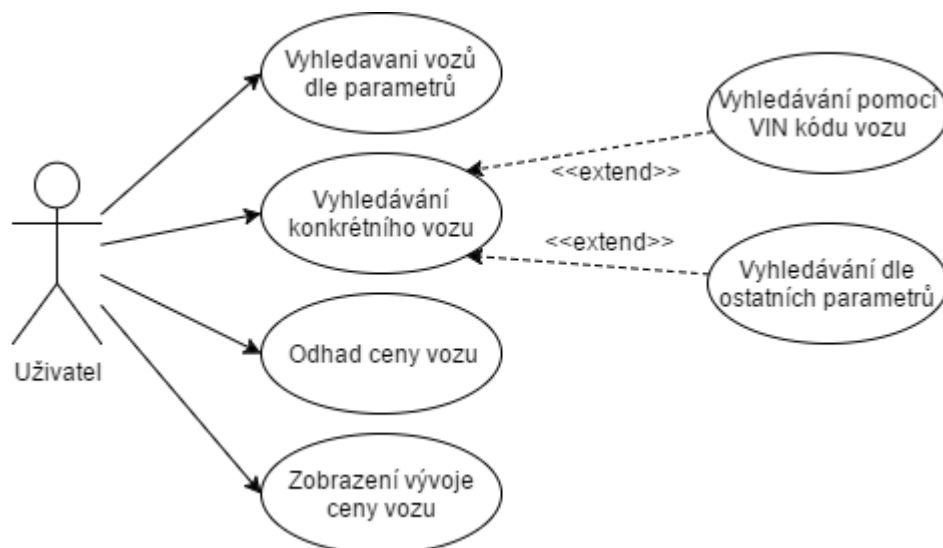 Vyhledavani vozů
dle parametrů
Vyhledávání pomocí
VIN kódu vozu
<<extend>>
Vyhledávání
konkrétního vozu
<<extend>>
Vyhledávání dle
ostatních parametrů
Odhad ceny vozu
Uživatel
Zobrazení vývoje
ceny vozu